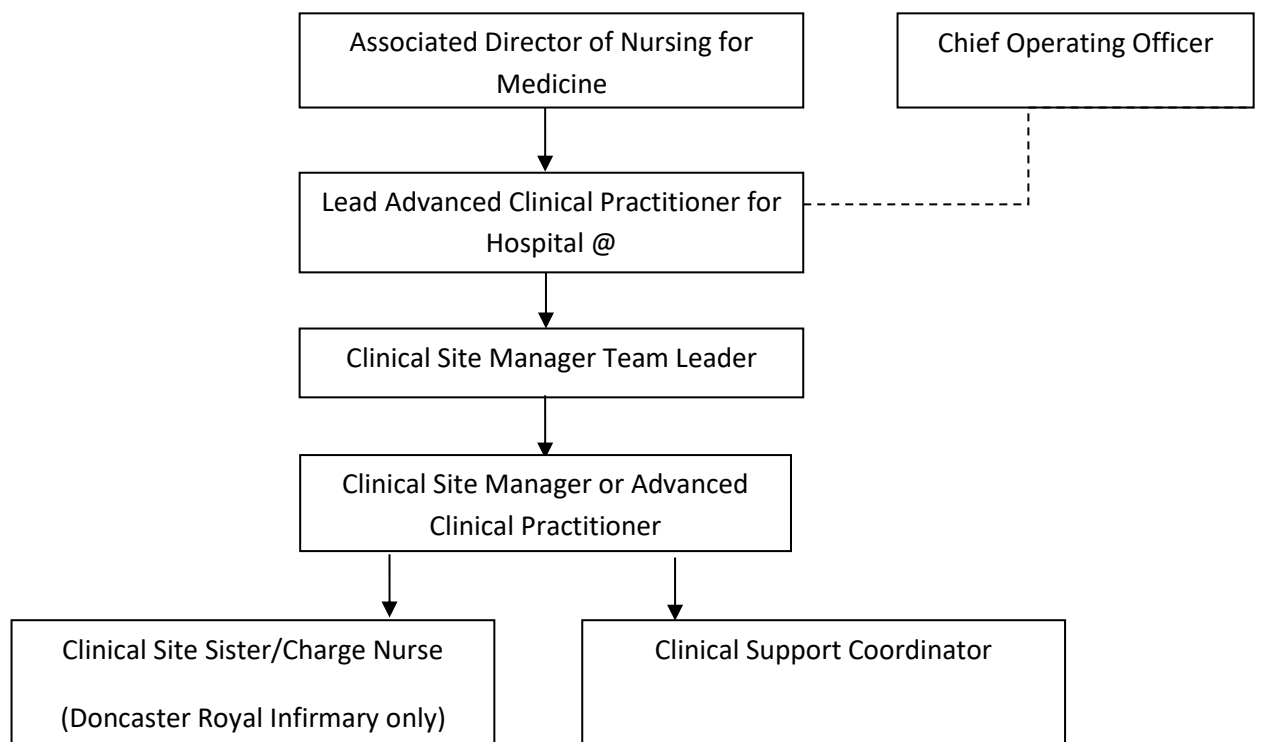 Associated Director of Nursing for
Medicine
Chief Operating Officer
Lead Advanced Clinical Practitioner for
Hospital @
Clinical Site Manager Team Leader
Clinical Site Manager or Advanced
Clinical Practitioner
Clinical Site Sister/Charge Nurse
(Doncaster Royal Infirmary only)
Clinical Support Coordinator